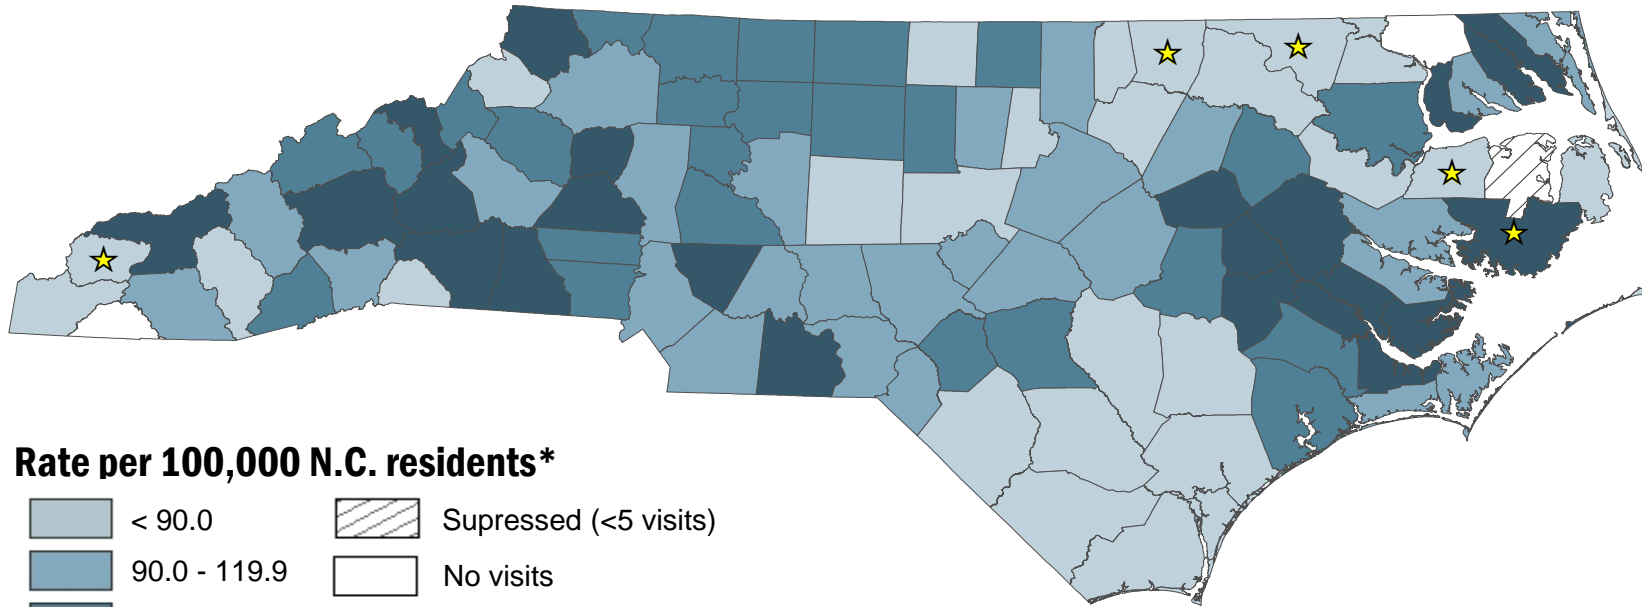 Rate per 100,000 N.C. residents*
< 90.0
Supressed (<5 visits)
90.0 - 119.9
No visits